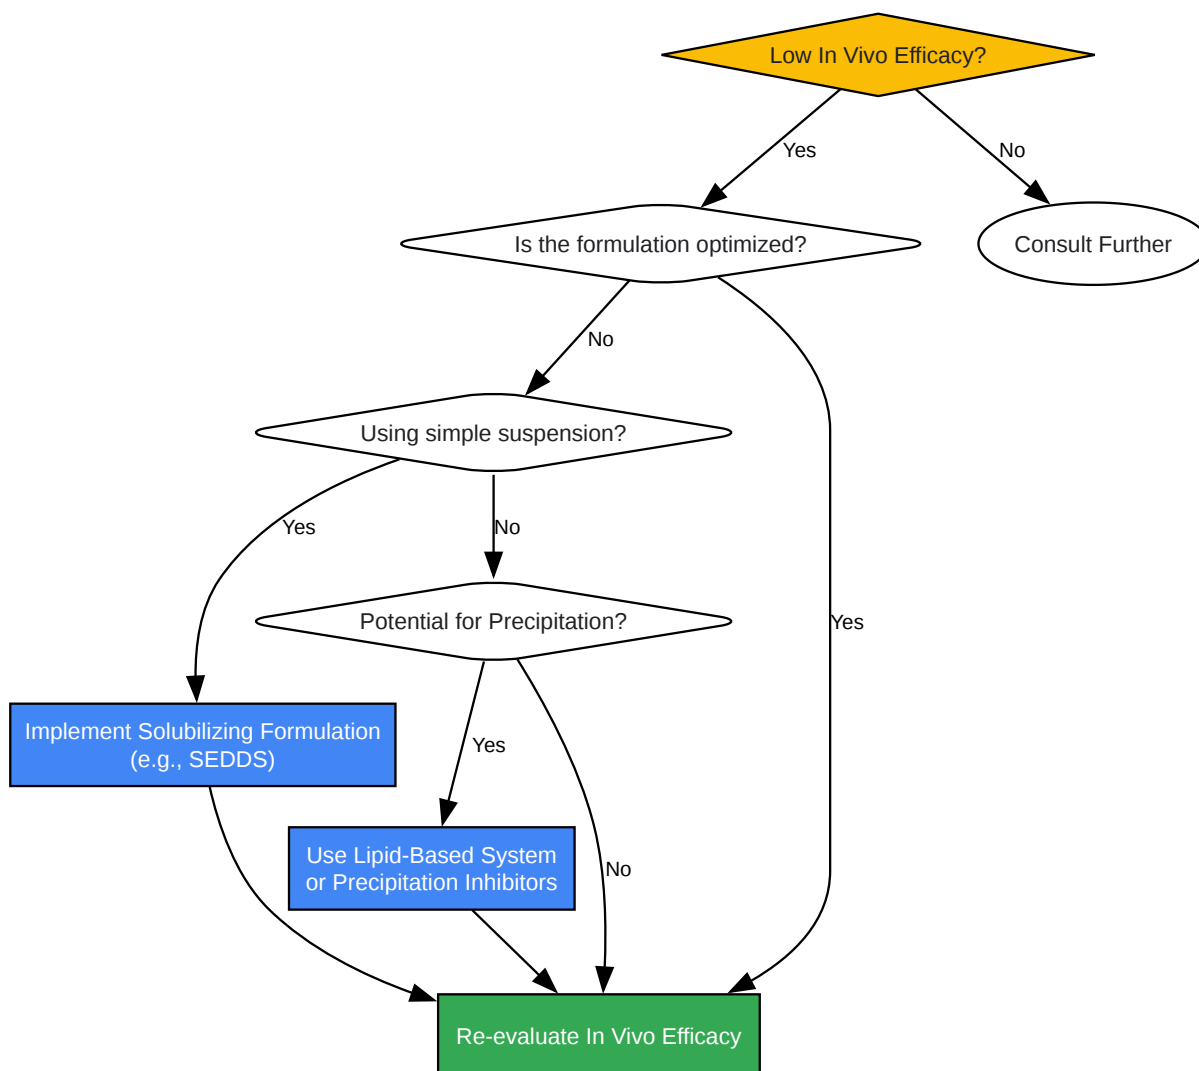 Low In Vivo Efficacy?
Yes
No
Is the formulation optimized?
Consult Further
No
Using simple suspension?
Yes
No
Potential for Precipitation?
Yes
Implement Solubilizing Formulation
(e.g., SEDDS)
Yes
Use Lipid-Based System
or Precipitation Inhibitors
No
Re-evaluate In Vivo Efficacy